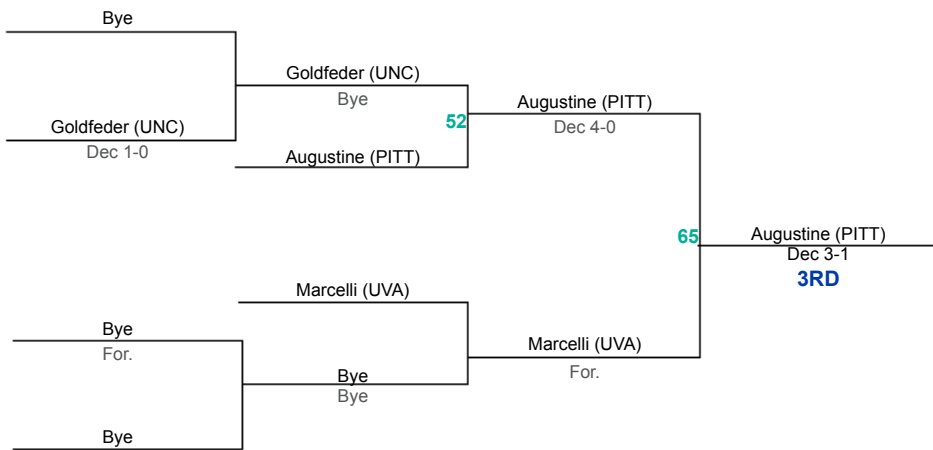 Bye
Goldfeder (UNC)
Bye
Augustine (PITT)
Dec 4-0
52
Goldfeder (UNC)
Dec 1-0
Augustine (PITT)
65
Augustine (PITT)
Dec 3-1
3RD
Marcelli (UVA)
Bye
For.
Marcelli (UVA)
For.
Bye
Bye
Bye